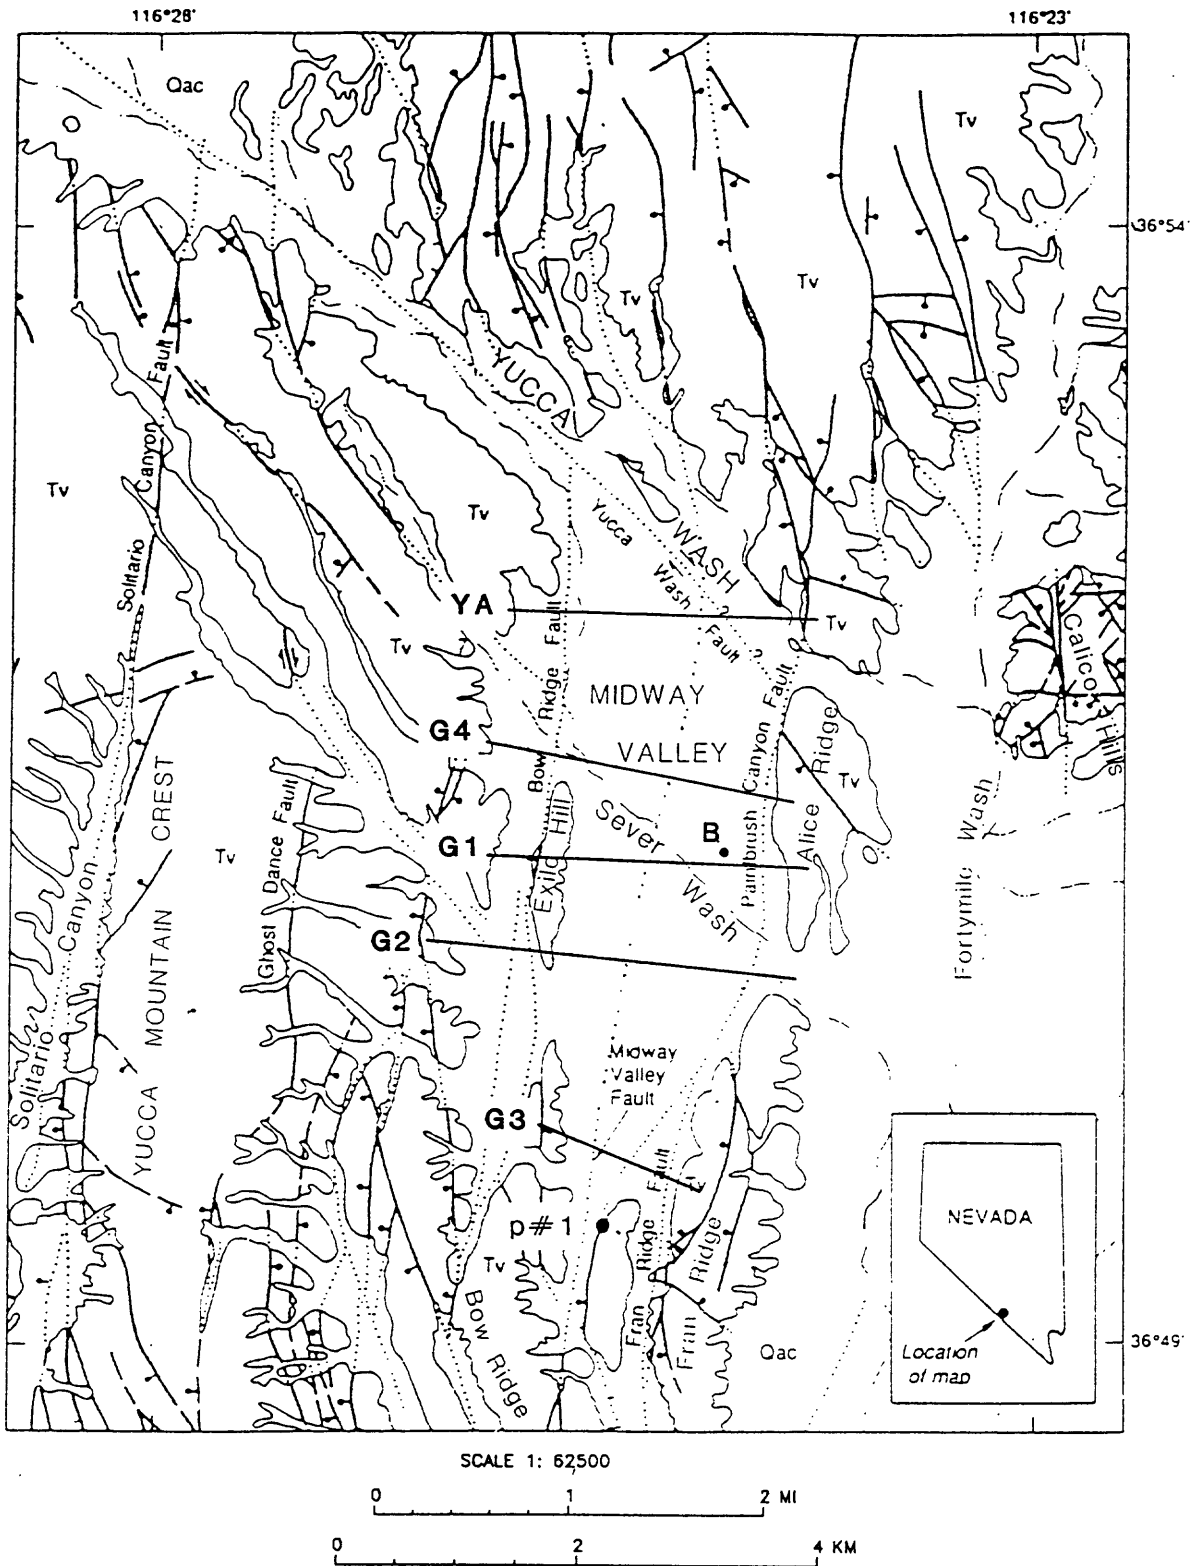 116°28'
116°23'
Qac
Tv
36°54'
Tv
Tv
YUCCA
Solitario Canyon Fault
Tv
Tv
Yucca Wash Fault
WASH
?
?
YA
Tv
Tv
Calico Hills
Bow Ridge Fault
MIDWAY
VALLEY
G4
Paintbrush Canyon Fault
Alice Ridge
Tv
Fortymile Wash
Sever Wash
B
G1
Exile Hill
Tv
Ghost Dance Fault
YUCCA MOUNTAIN CREST
Solitario Canyon
G2
Midway
Valley
Fault
G3
p#1
Tv
Bow Ridge
Fran Ridge Fault
Fran Ridge
Qac
NEVADA
Location
of map
36°49'
SCALE 1: 62500
0 1 2 MI
0 2 4 KM